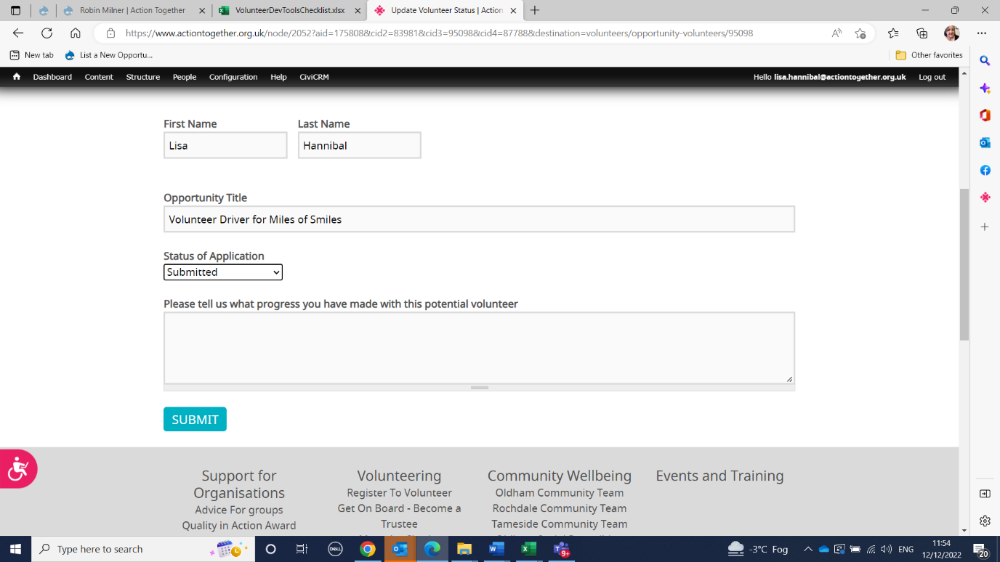 Robin Milner | Action Together
VolunteerDevToolsChecklist.xlsx
Update Volunteer Status | Action
https://www.actiontogether.org.uk/node/2052?aid=175808&cid2=83981&cid3=95098&cid4=87788&destination=volunteers/opportunity-volunteers/95098
New tab
List a New Opportu...
Other favorites
Dashboard Content Structure People Configuration Help CiviCRM
Hello lisa.hannibal@actiontogether.org.uk Log out
First Name Last Name
Lisa Hannibal
Opportunity Title
Volunteer Driver for Miles of Smiles
Status of Application
Submitted
Please tell us what progress you have made with this potential volunteer
SUBMIT
Support for
Organisations
Advice For groups
Quality in Action Award
Volunteering
Register To Volunteer
Get On Board - Become a
Trustee
Community Wellbeing
Oldham Community Team
Rochdale Community Team
Tameside Community Team
Events and Training
Type here to search
DELL
9+
-3°C Fog
ENG
11:54
12/12/2022
20